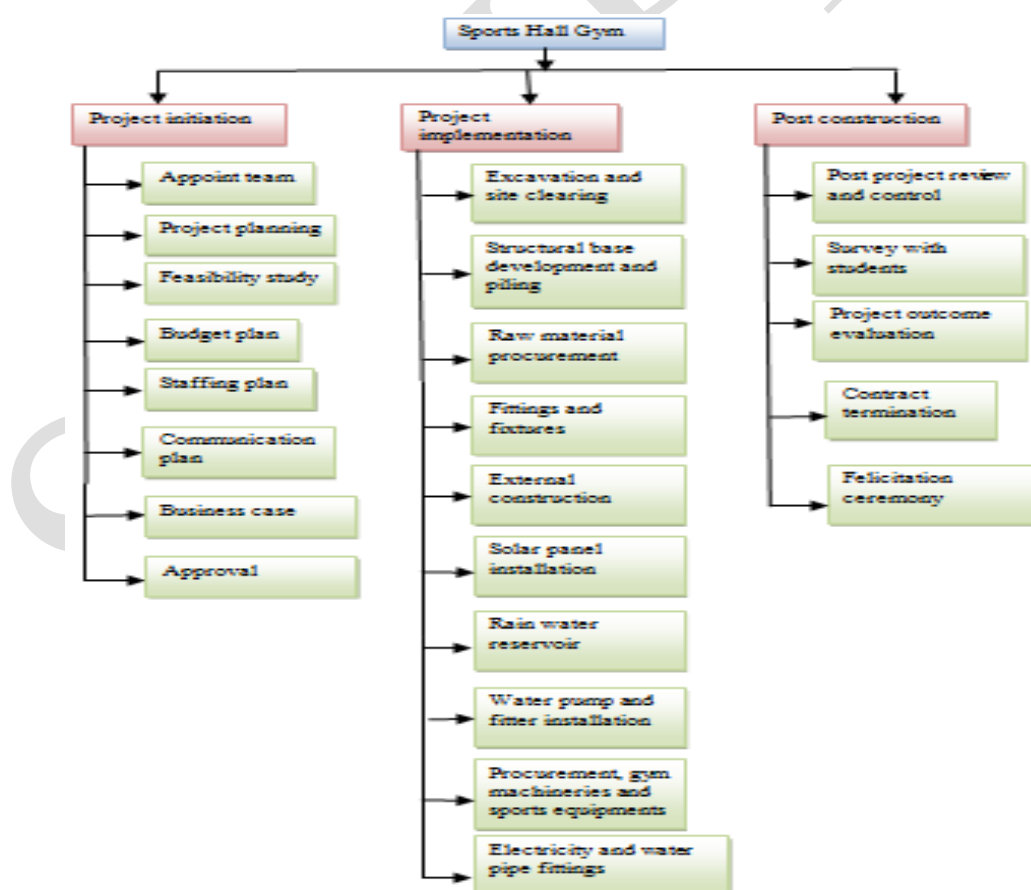 Sports Hall Gym
Project initiation
Appoint team
Project planning
Feasibility study
Budget plan
Staffing plan
Communication
plan
Business case
Approval
Project
implementation
Excavation and
site clearing
Structural base
development and
piling
Raw material
procurement
Fittings and
fixtures
External
construction
Solar panel
installation
Rain water
reservoir
Water pump and
fitter installation
Procurement, gym
machineries and
sports equipments
Electricity and water
pipe fittings
Post construction
Post project review
and control
Survey with
students
Project outcome
evaluation
Contract
termination
Felicitation
ceremony